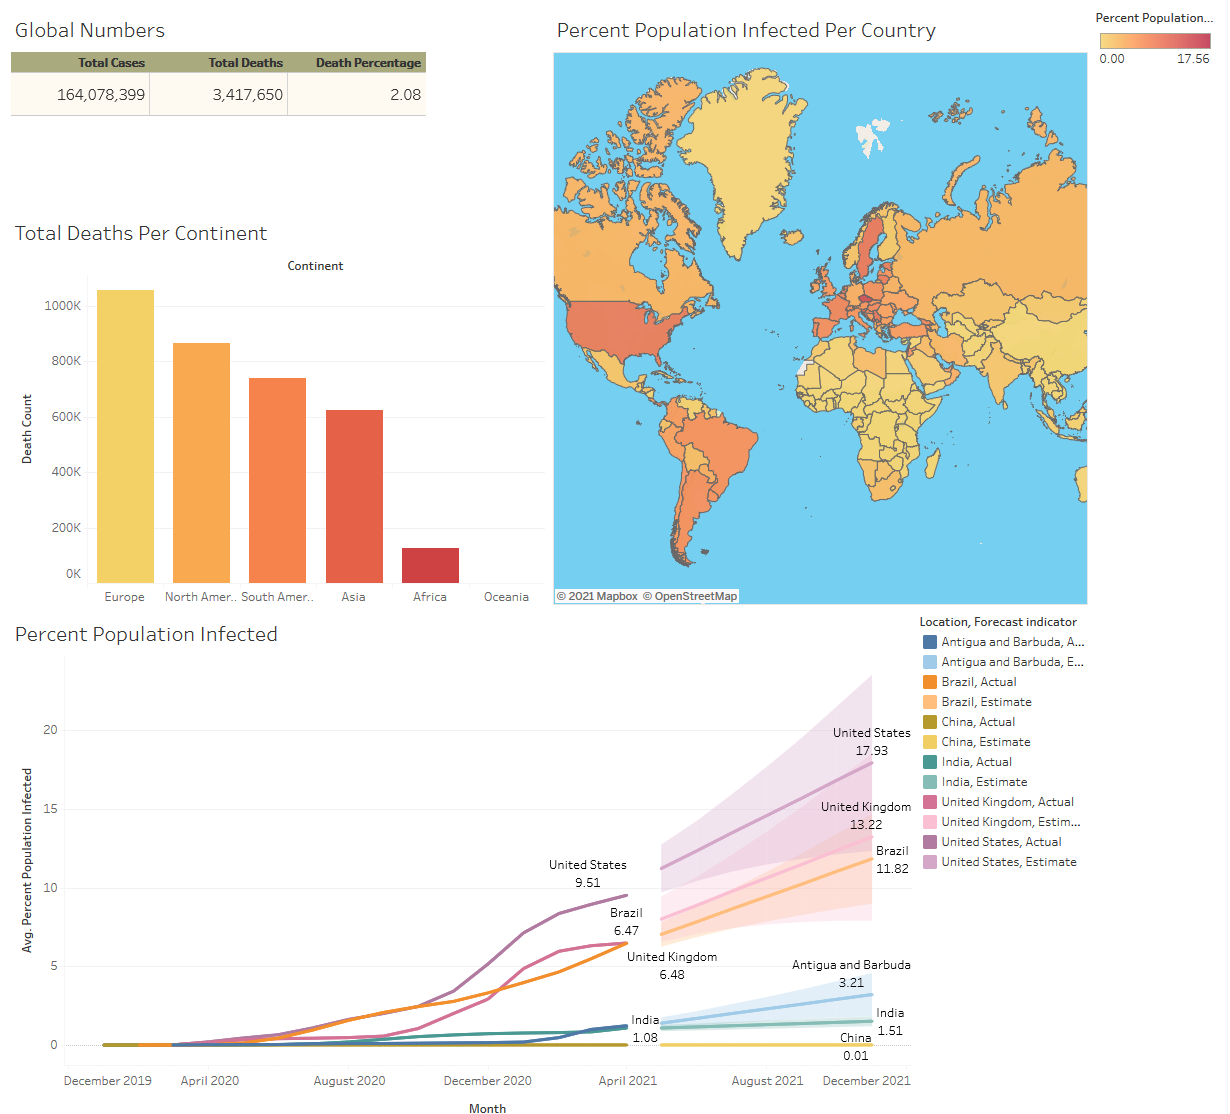 Global Numbers
Total Cases Total Deaths Death Percentage
164,078,399 3,417,650 2.08
Percent Population Infected Per Country
Percent Population...
0.00 17.56
© 2021 Mapbox © OpenStreetMap
Total Deaths Per Continent
Continent
Death Count
1000K
800K
600K
400K
200K
0K
Europe North Amer.. South Amer.. Asia Africa Oceania
Percent Population Infected
Avg. Percent Population Infected
20
15
10
5
0
United States
17.93
United Kingdom
13.22
Brazil
11.82
United States
9.51
Brazil
6.47
United Kingdom
6.48
Antigua and Barbuda
3.21
India
1.08
India
1.51
China
0.01
December 2019 April 2020 August 2020 December 2020 April 2021 August 2021 December 2021
Month
Location, Forecast indicator
Antigua and Barbuda, A...
Antigua and Barbuda, E...
Brazil, Actual
Brazil, Estimate
China, Actual
China, Estimate
India, Actual
India, Estimate
United Kingdom, Actual
United Kingdom, Estim...
United States, Actual
United States, Estimate